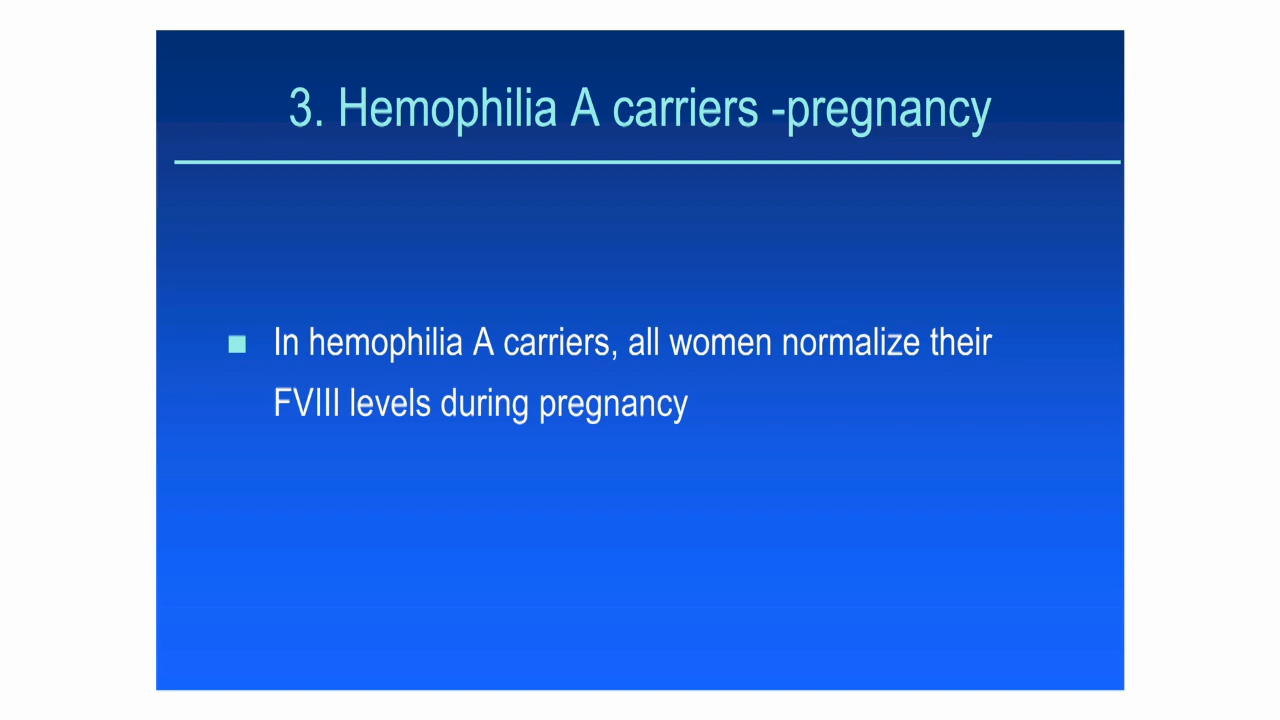 3. Hemophilia A carriers -pregnancy
In hemophilia A carriers, all women normalize their
FVIII levels during pregnancy